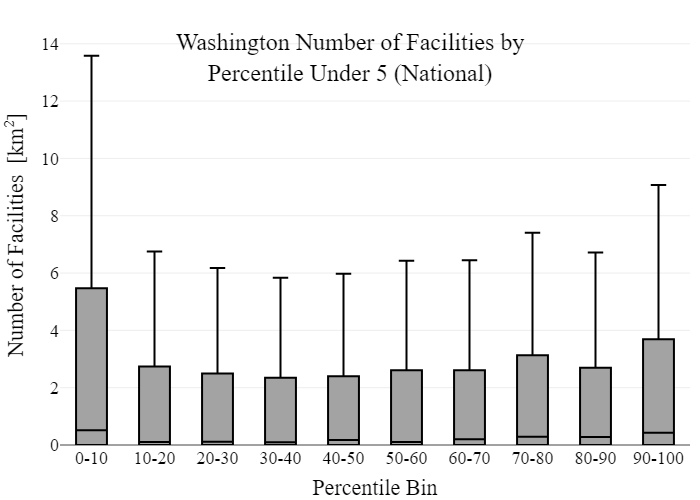 Washington Number of Facilities by
Percentile Under 5 (National)
Number of Facilities [km²]
14
12
10
8
6
4
2
0
0-10 10-20 20-30 30-40 40-50 50-60 60-70 70-80 80-90 90-100
Percentile Bin